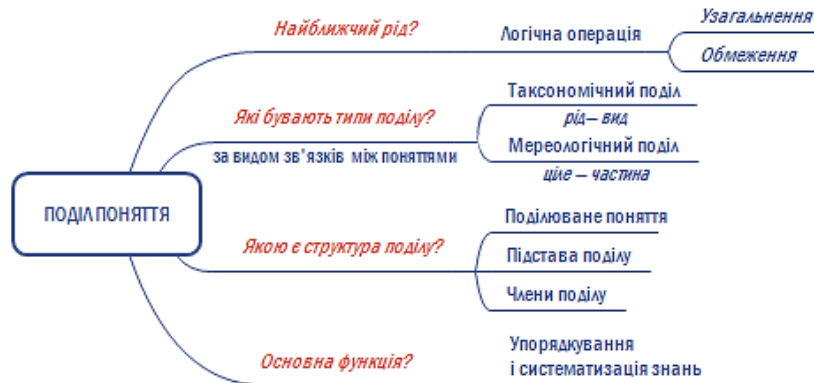 Найближчий рід?
Логічна операція
Узагальнення
Обмеження
Які бувають типи поділу?
за видом зв'язків між поняттями
Таксономічний поділ
рід – вид
Мереологічний поділ
ціле – частина
ПОДІЛ ПОНЯТТЯ
Якою є структура поділу?
Поділюване поняття
Підстава поділу
Члени поділу
Основна функція?
Упорядкування
і систематизація знань